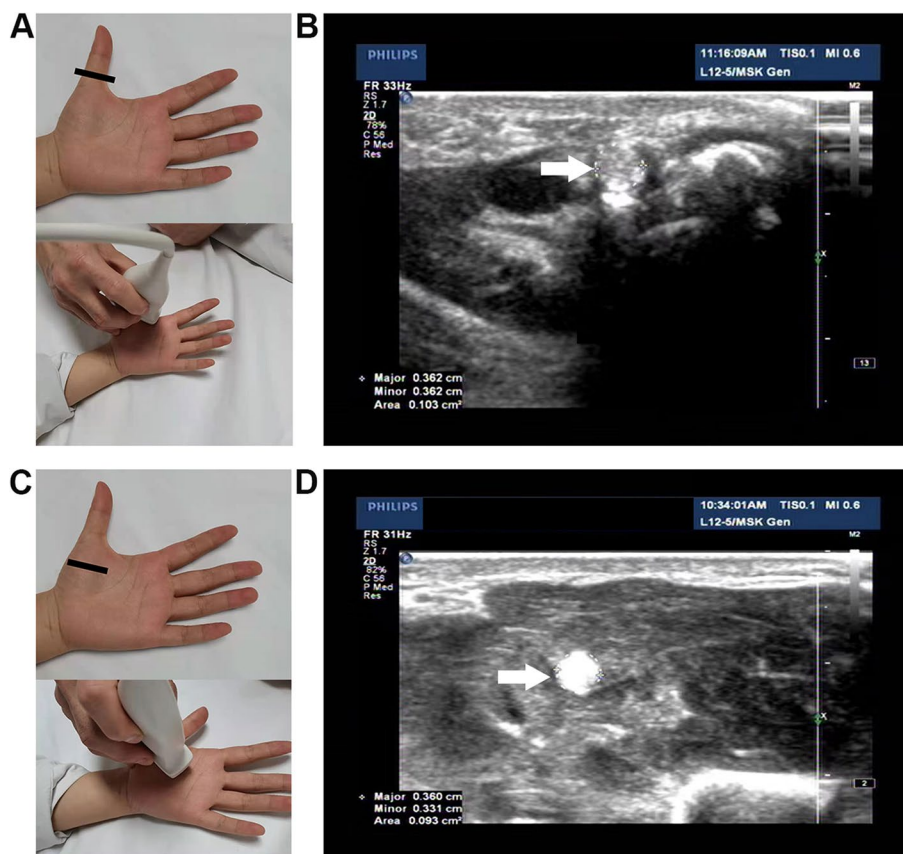 A
B
PHILIPS
11:16:09AM TIS0.1 MI 0.6
L12-5/MSK Gen
FR 33Hz
RS
Z 1.7
2D
78%
C 56
P Med
Res
M2
X
13
Major 0.362 cm
Minor 0.362 cm
Area 0.103 cm²
C
D
PHILIPS
10:34:01AM TIS0.1 MI 0.6
L12-5/MSK Gen
FR 31Hz
RS
Z 1.7
2D
82%
C 56
P Med
Res
M2
X
2
Major 0.360 cm
Minor 0.331 cm
Area 0.093 cm²